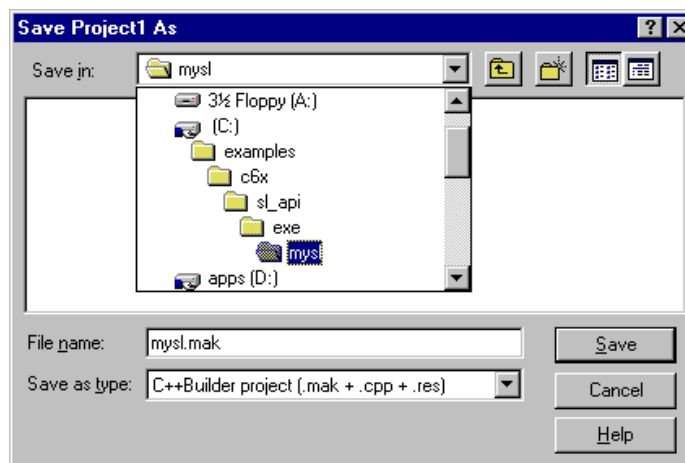 Save Project1 As
Save in: mysl
3½ Floppy (A:)
(C:)
examples
c6x
sl_api
exe
mysl
apps (D:)
File name: mysl.mak Save
Save as type: C++Builder project (.mak + .cpp + .res) Cancel
Help